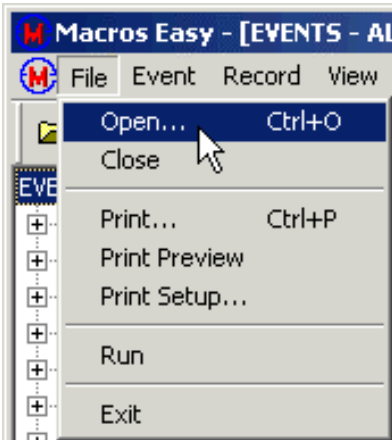 M Macros Easy - [EVENTS - AL
M File Event Record View
Open... Ctrl+O
Close
EVE
Print... Ctrl+P
Print Preview
Print Setup...
Run
Exit